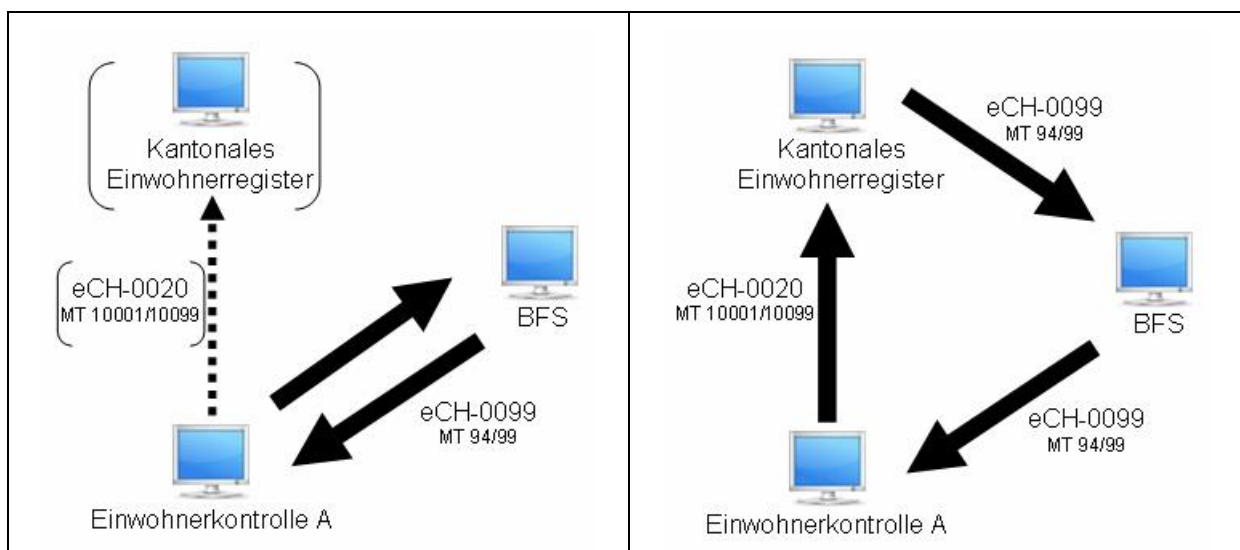 Kantonales
Einwohnerregister
eCH-0020
MT 10001/10099
BFS
eCH-0099
MT 94/99
Einwohnerkontrolle A
eCH-0099
MT 94/99
Kantonales
Einwohnerregister
eCH-0020
MT 10001/10099
BFS
eCH-0099
MT 94/99
Einwohnerkontrolle A